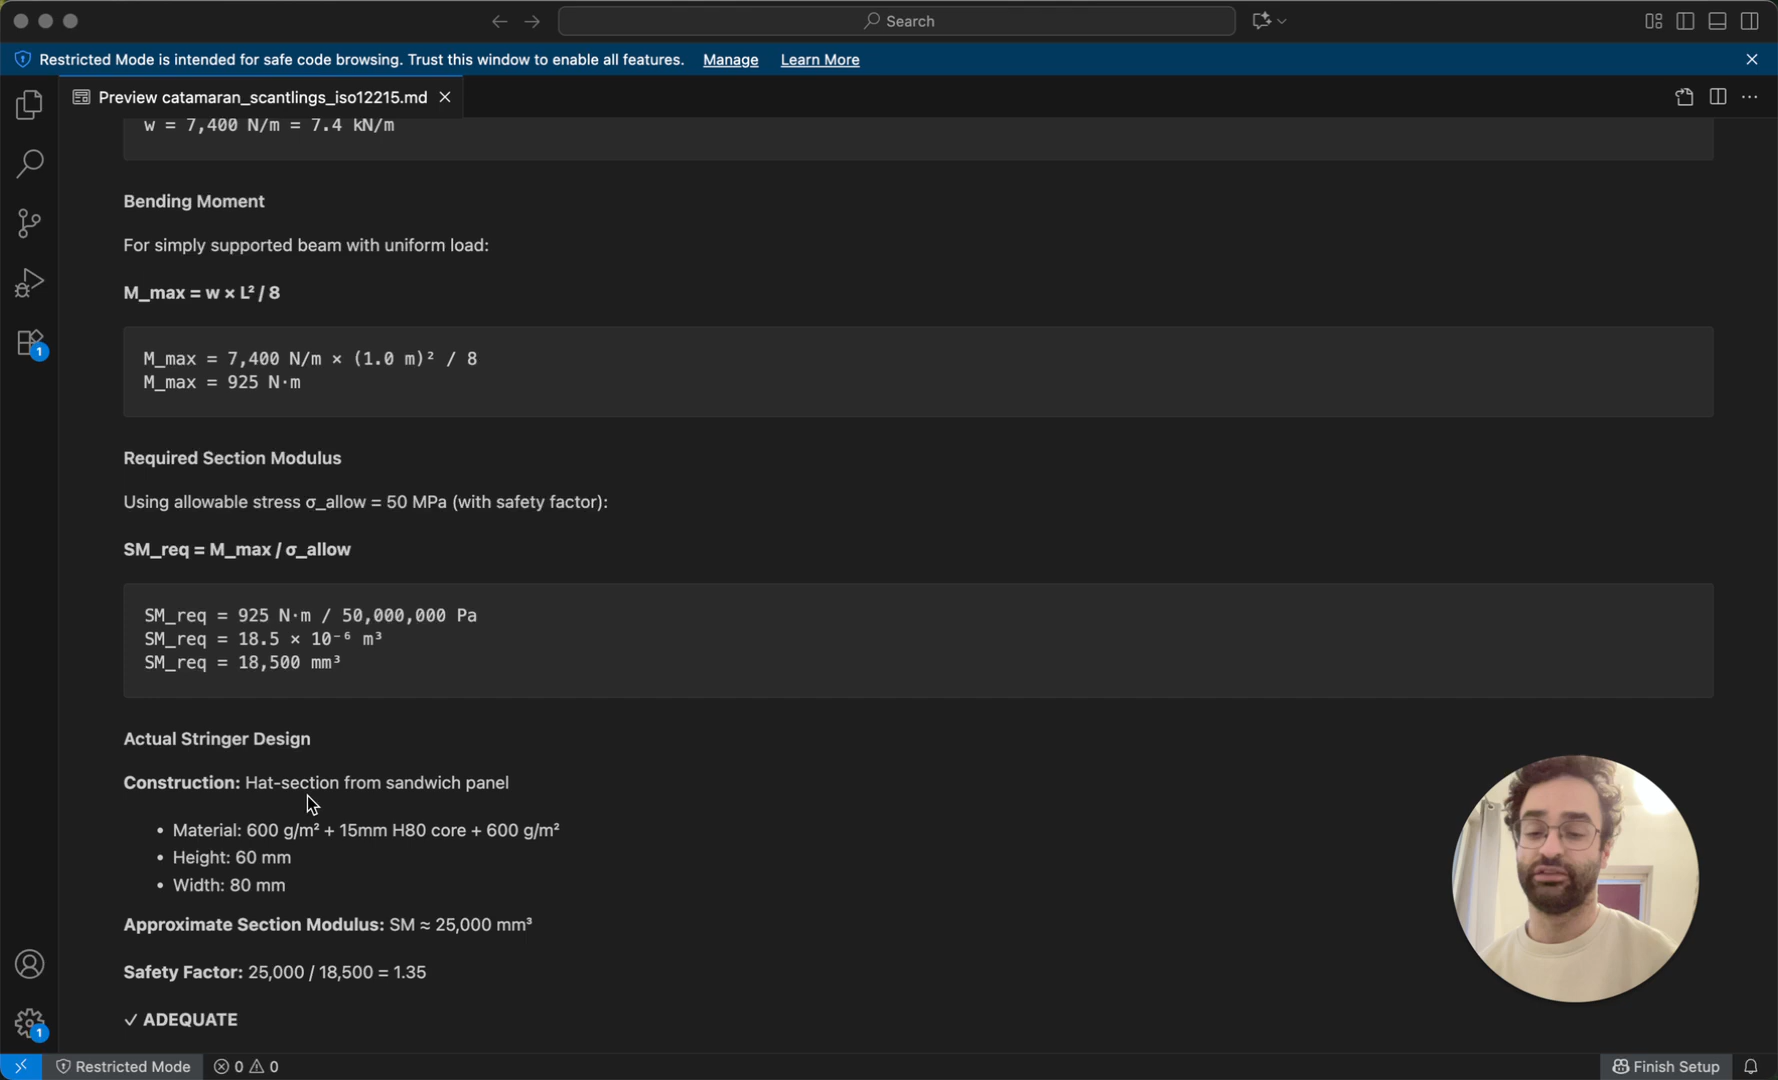 Search
Restricted Mode is intended for safe code browsing. Trust this window to enable all features. Manage Learn More
Preview catamaran_scantlings_iso12215.md
w = 7,400 N/m = 7.4 kN/m
Bending Moment
For simply supported beam with uniform load:
M_max = w × L² / 8
M_max = 7,400 N/m × (1.0 m)² / 8
M_max = 925 N·m
Required Section Modulus
Using allowable stress σ_allow = 50 MPa (with safety factor):
SM_req = M_max / σ_allow
SM_req = 925 N·m / 50,000,000 Pa
SM_req = 18.5 × 10⁻⁶ m³
SM_req = 18,500 mm³
Actual Stringer Design
Construction: Hat-section from sandwich panel
• Material: 600 g/m² + 15mm H80 core + 600 g/m²
• Height: 60 mm
• Width: 80 mm
Approximate Section Modulus: SM ≈ 25,000 mm³
Safety Factor: 25,000 / 18,500 = 1.35
✓ ADEQUATE
1
1
Restricted Mode 0 0 Finish Setup